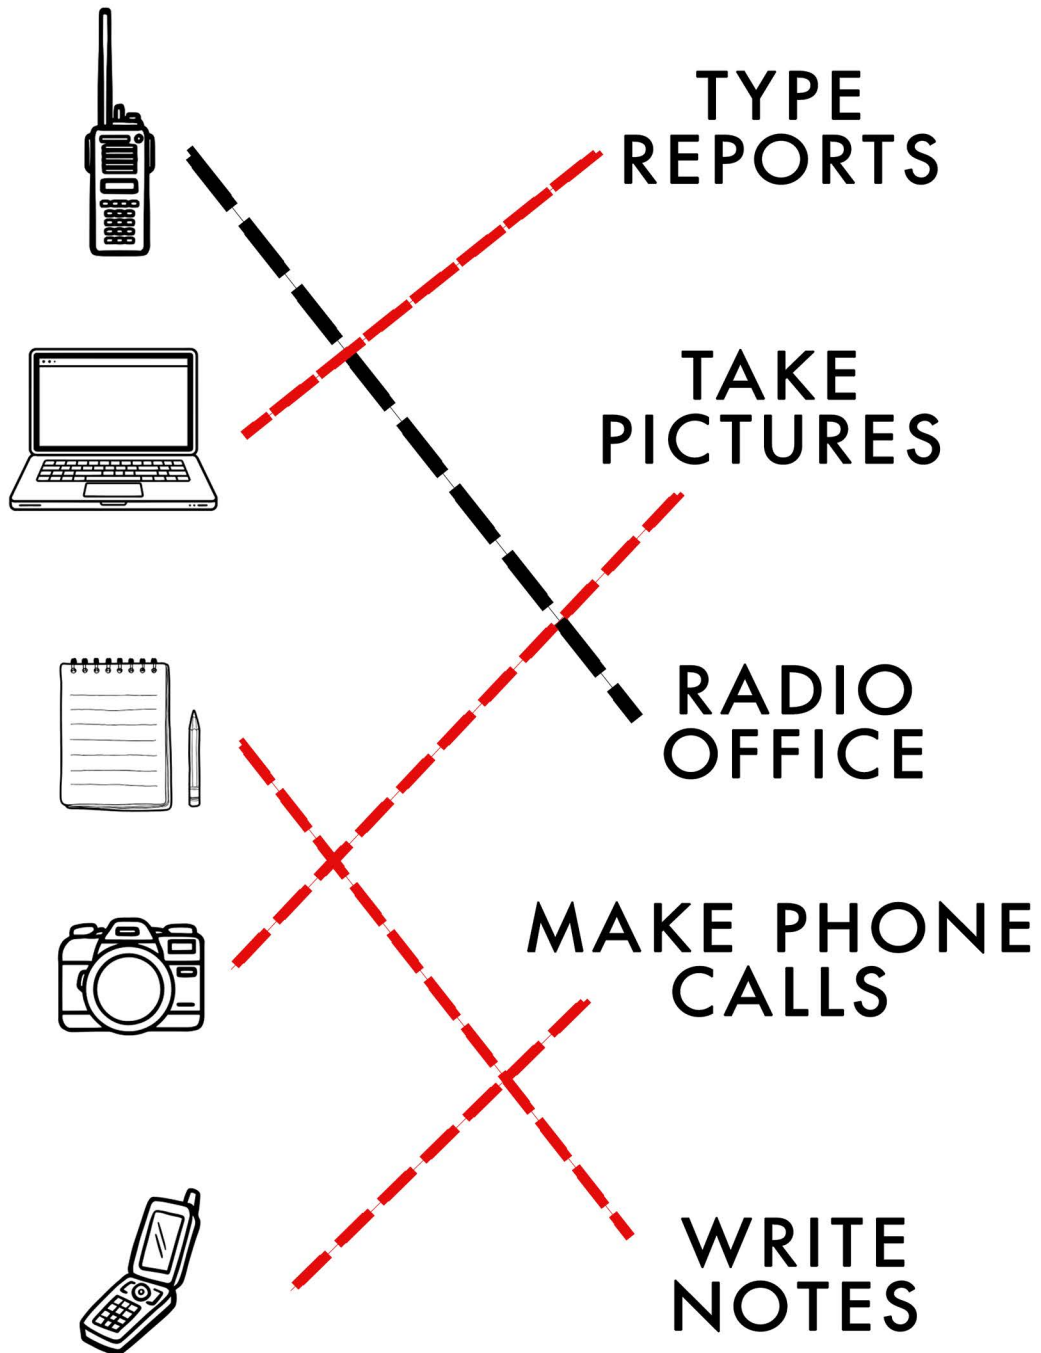 TYPE
REPORTS
TAKE
PICTURES
RADIO
OFFICE
MAKE PHONE
CALLS
WRITE
NOTES